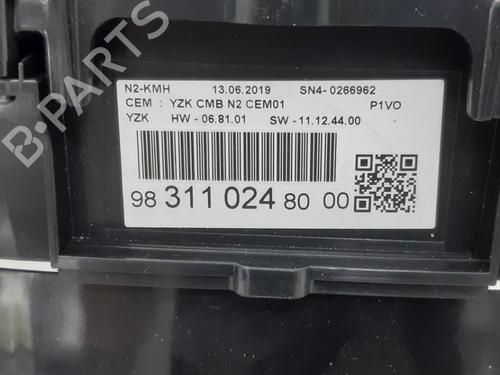 N2-KMH 13.06.2019 SN4- 0266962
CEM : YZK CMB N2 CEM01 P1VO
YZK HW - 06.81.01 SW - 11.12.44.00
98 311 024 80 00
B-PARTS